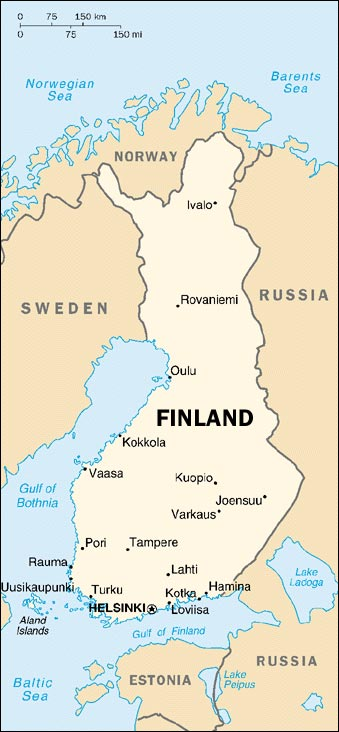 0 75 150 km
0 75 150 mi
Norwegian
Sea
Barents
Sea
NORWAY
Ivalo
SWEDEN
RUSSIA
Rovaniemi
Oulu
FINLAND
Kokkola
Vaasa
Kuopio
Gulf of
Bothnia
Joensuu
Varkaus
Pori
Tampere
Rauma
Lahti
Lake
Ladoga
Uusikaupunki
Turku
Kotka
Hamina
HELSINKI
Loviisa
Aland
Islands
Gulf of Finland
Baltic
Sea
ESTONIA
Lake
Peipus
RUSSIA